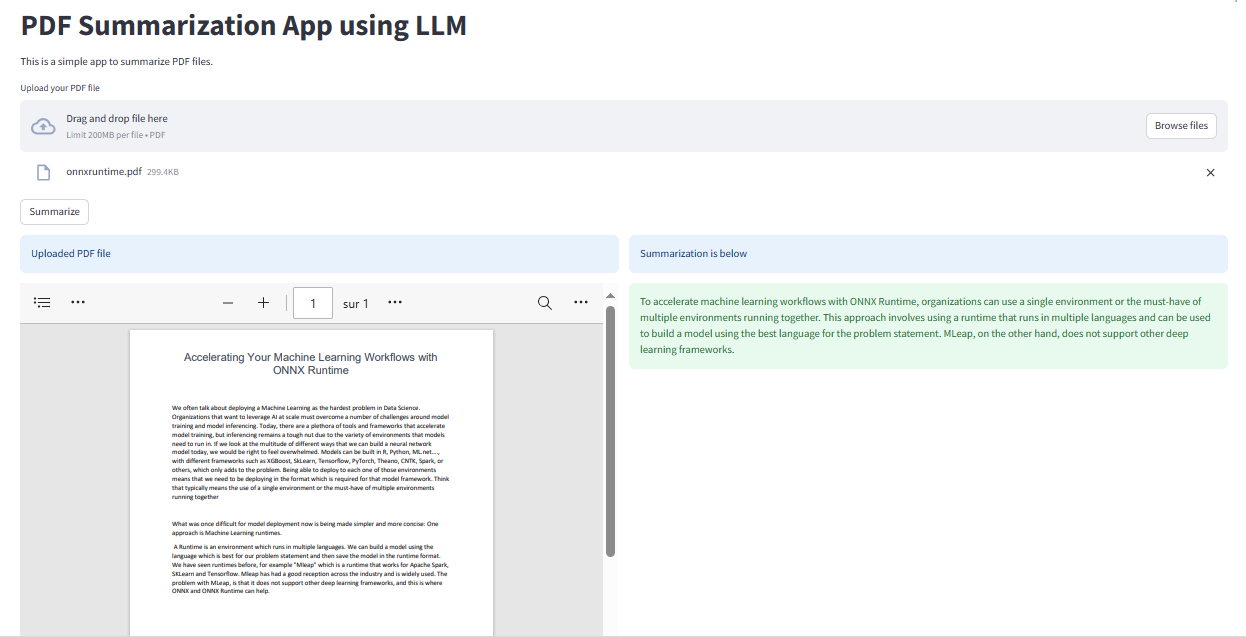 PDF Summarization App using LLM
This is a simple app to summarize PDF files.
Upload your PDF file
Drag and drop file here
Limit 200MB per file • PDF
Browse files
onnxruntime.pdf 299.4KB
Summarize
Uploaded PDF file
1 sur 1
Accelerating Your Machine Learning Workflows with
ONNX Runtime
We often talk about deploying a Machine Learning as the hardest problem in Data Science.
Organizations that want to leverage AI at scale must overcome a number of challenges around model
training and model inferencing. Today, there are a plethora of tools and frameworks that accelerate
model training, but inferencing remains a tough nut due to the variety of environments that models
need to run in. If we look at the multitude of different ways that we can build a neural network
model today, we would be right to feel overwhelmed. Models can be built in R, Python, ML.net…,
with different frameworks such as XGBoost, SkLearn, Tensorflow, PyTorch, Theano, CNTK, Spark, or
others, which only adds to the problem. Being able to deploy to each one of those environments
means that we need to be deploying in the format which is required for that model framework. Think
that typically means the use of a single environment or the must-have of multiple environments
running together
What was once difficult for model deployment now is being made simpler and more concise: One
approach is Machine Learning runtimes.
A Runtime is an environment which runs in multiple languages. We can build a model using the
language which is best for our problem statement and then save the model in the runtime format.
We have seen runtimes before, for example "Mleap" which is a runtime that works for Apache Spark,
SKLearn and Tensorflow. Mleap has had a good reception across the industry and is widely used. The
problem with MLeap, is that it does not support other deep learning frameworks, and this is where
ONNX and ONNX Runtime can help.
Summarization is below
To accelerate machine learning workflows with ONNX Runtime, organizations can use a single environment or the must-have of
multiple environments running together. This approach involves using a runtime that runs in multiple languages and can be used
to build a model using the best language for the problem statement. MLeap, on the other hand, does not support other deep
learning frameworks.